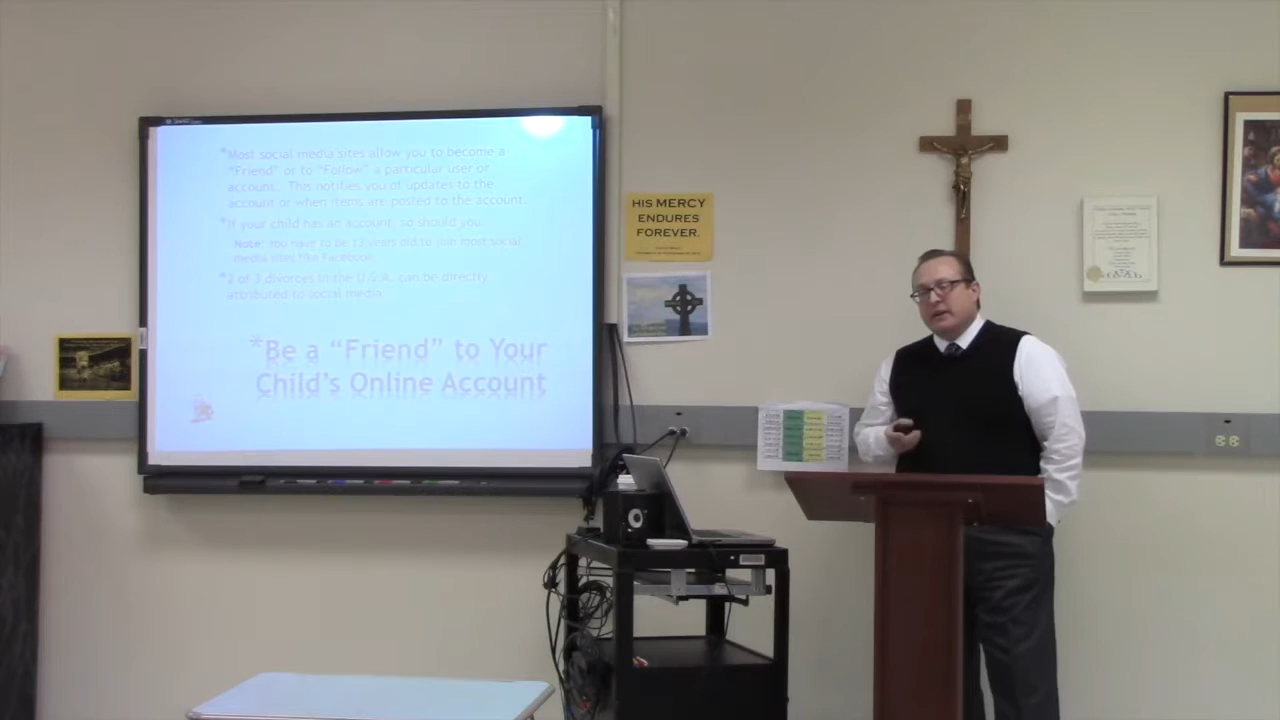 *Most social media sites allow you to become a
"Friend" or to "Follow" a particular user or
account. This notifies you of updates to the
account or when items are posted to the account.
*If your child has an account, so should you.
Note: You have to be 13 years old to join most social
media sites like Facebook.
*2 of 3 divorces in the U.S.A. can be directly
attributed to social media.
*Be a "Friend" to Your
Child's Online Account
HIS MERCY
ENDURES
FOREVER.